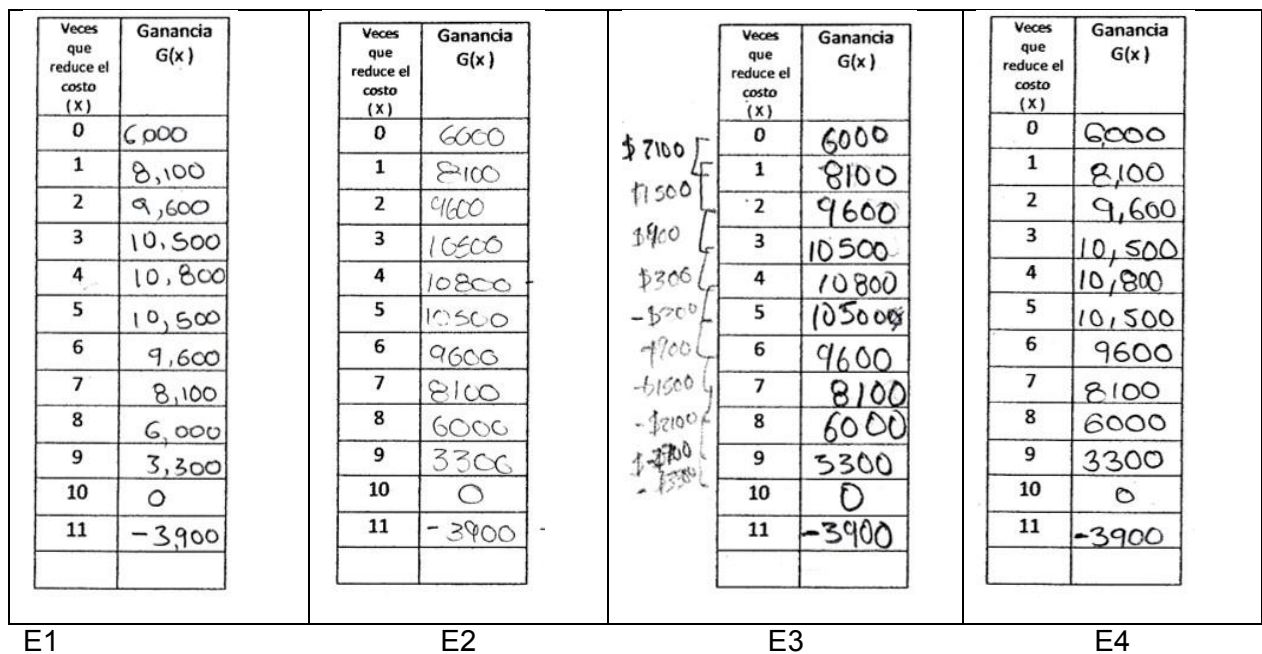 Veces
que
reduce el
costo
(X)
Ganancia
G(x)
0 6,000
1 8,100
2 9,600
3 10,500
4 10,800
5 10,500
6 9,600
7 8,100
8 6,000
9 3,300
10 0
11 -3,900
E1
Veces
que
reduce el
costo
(X)
Ganancia
G(x)
0 6000
1 8100
2 9600
3 10500
4 10800
5 10500
6 9600
7 8100
8 6000
9 3300
10 0
11 -3900
E2
$2100
$1500
$900
$300
-$300
-$1500
-$2100
Veces
que
reduce el
costo
(X)
Ganancia
G(x)
0 6000
1 8100
2 9600
3 10500
4 10800
5 10500
6 9600
7 8100
8 6000
9 3300
10 0
11 -3900
E3
Veces
que
reduce el
costo
(X)
Ganancia
G(x)
0 6,000
1 8,100
2 9,600
3 10,500
4 10,800
5 10,500
6 9600
7 8100
8 6000
9 3300
10 0
11 -3900
E4